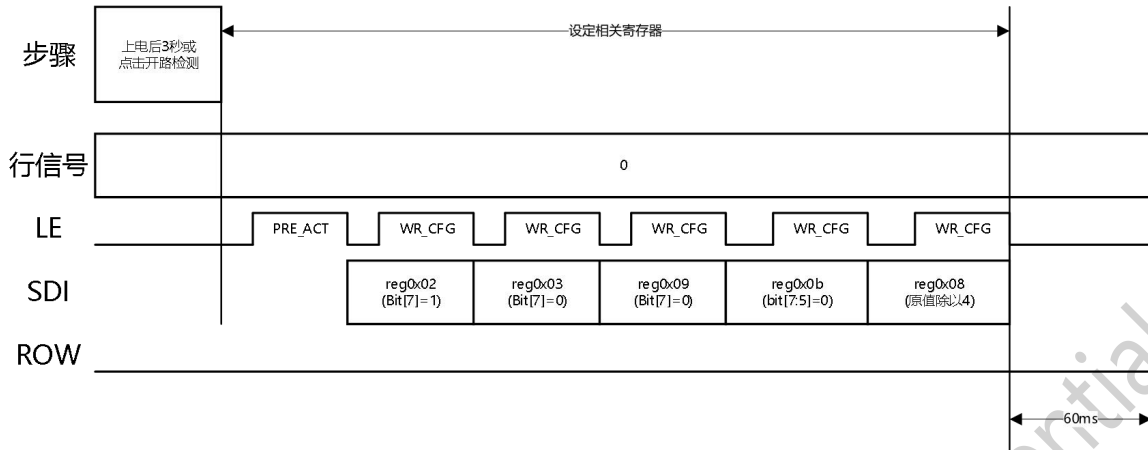 步骤
上电后3秒或
点击开路检测
设定相关寄存器
行信号
0
LE
PRE_ACT
WR_CFG
WR_CFG
WR_CFG
WR_CFG
WR_CFG
SDI
reg0x02
(Bit[7]=1)
reg0x03
(Bit[7]=0)
reg0x09
(Bit[7]=0)
reg0x0b
(bit[7:5]=0)
reg0x08
(原值除以4)
ROW
60ms
ential